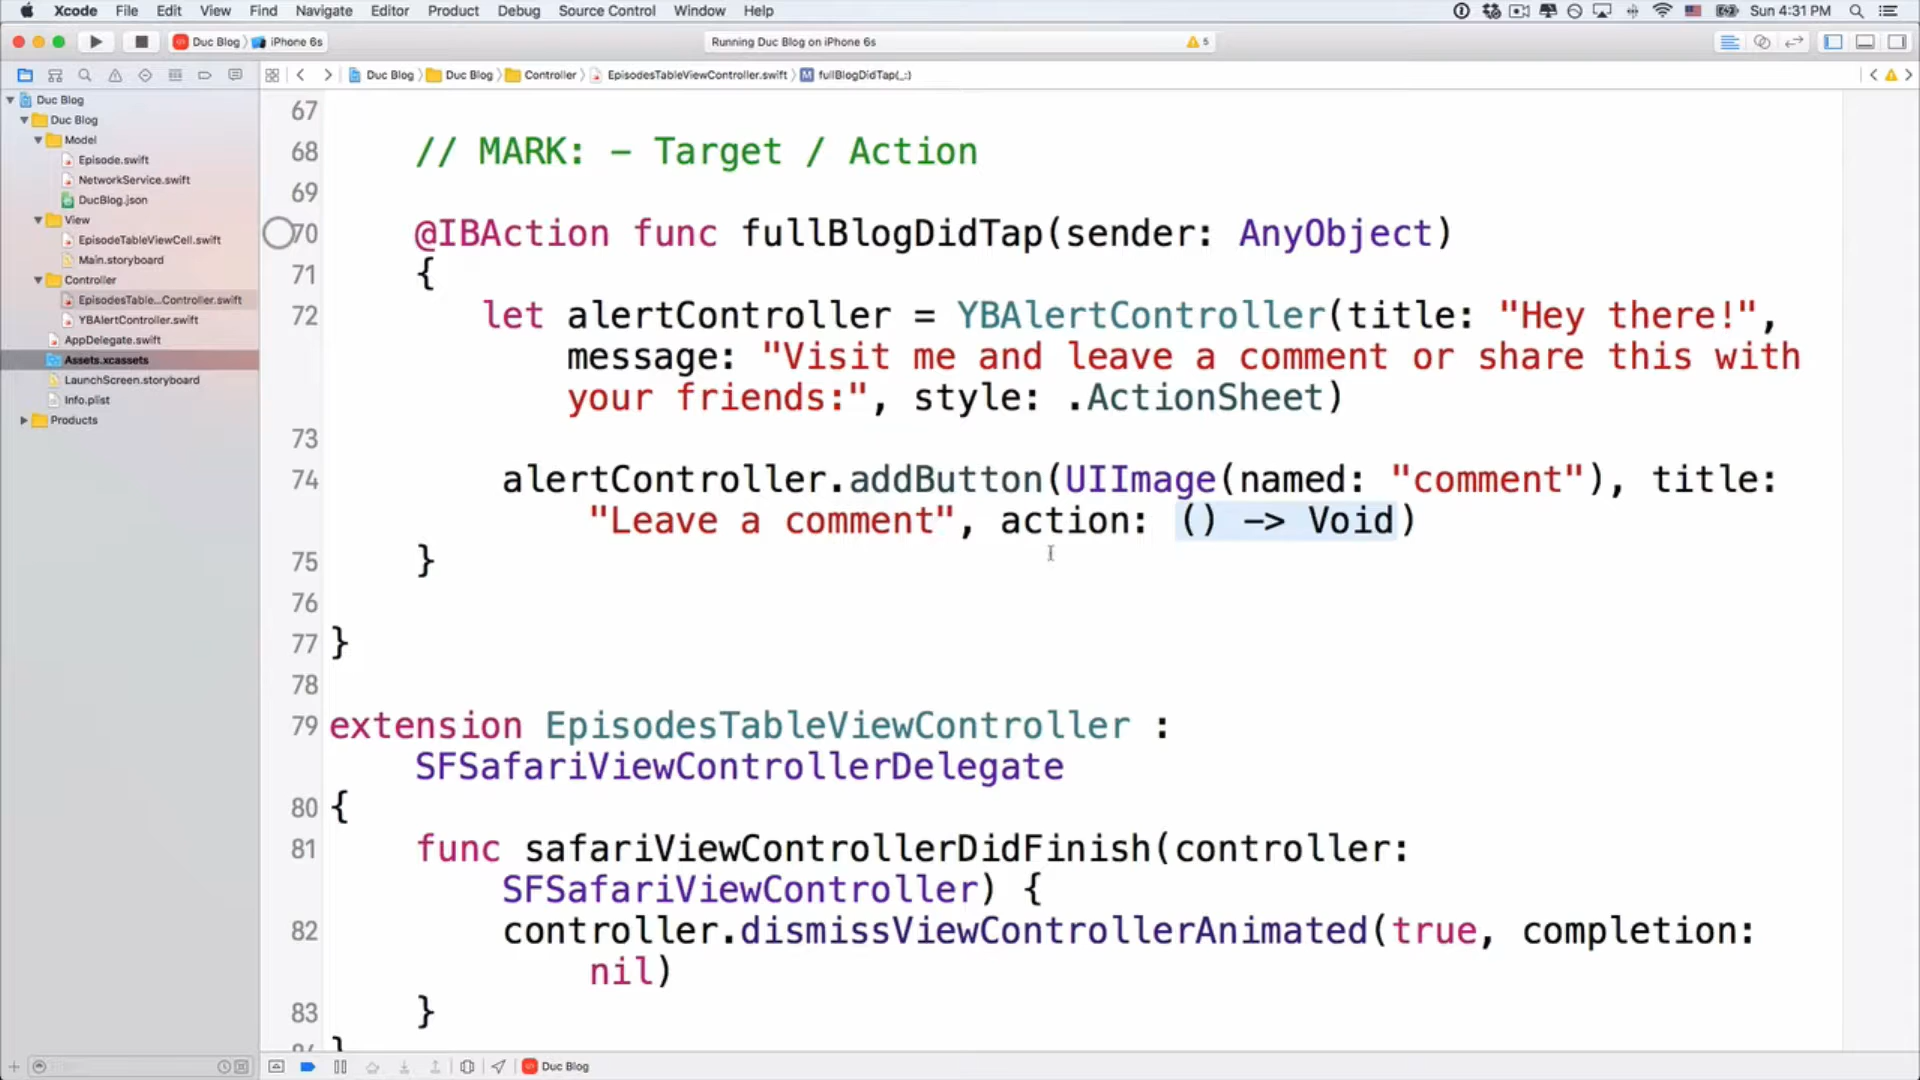 Xcode File Edit View Find Navigate Editor Product Debug Source Control Window Help Sun 4:31 PM
Duc Blog iPhone 6s Running Duc Blog on iPhone 6s 5
Duc Blog Duc Blog Controller EpisodesTableViewController.swift M fullBlogDidTap(_:)
Duc Blog
Duc Blog
Model
Episode.swift
NetworkService.swift
DucBlog.json
View
EpisodeTableViewCell.swift
Main.storyboard
Controller
EpisodesTable...Controller.swift
YBAlertController.swift
AppDelegate.swift
Assets.xcassets
LaunchScreen.storyboard
Info.plist
Products
67
68 // MARK: - Target / Action
69
70 @IBAction func fullBlogDidTap(sender: AnyObject)
71 {
72 let alertController = YBAlertController(title: "Hey there!",
message: "Visit me and leave a comment or share this with
your friends:", style: .ActionSheet)
73
74 alertController.addButton(UIImage(named: "comment"), title:
"Leave a comment", action: () -> Void)
75 }
76
77 }
78
79 extension EpisodesTableViewController :
SFSafariViewControllerDelegate
80 {
81 func safariViewControllerDidFinish(controller:
SFSafariViewController) {
82 controller.dismissViewControllerAnimated(true, completion:
nil)
83 }
84 }
Duc Blog